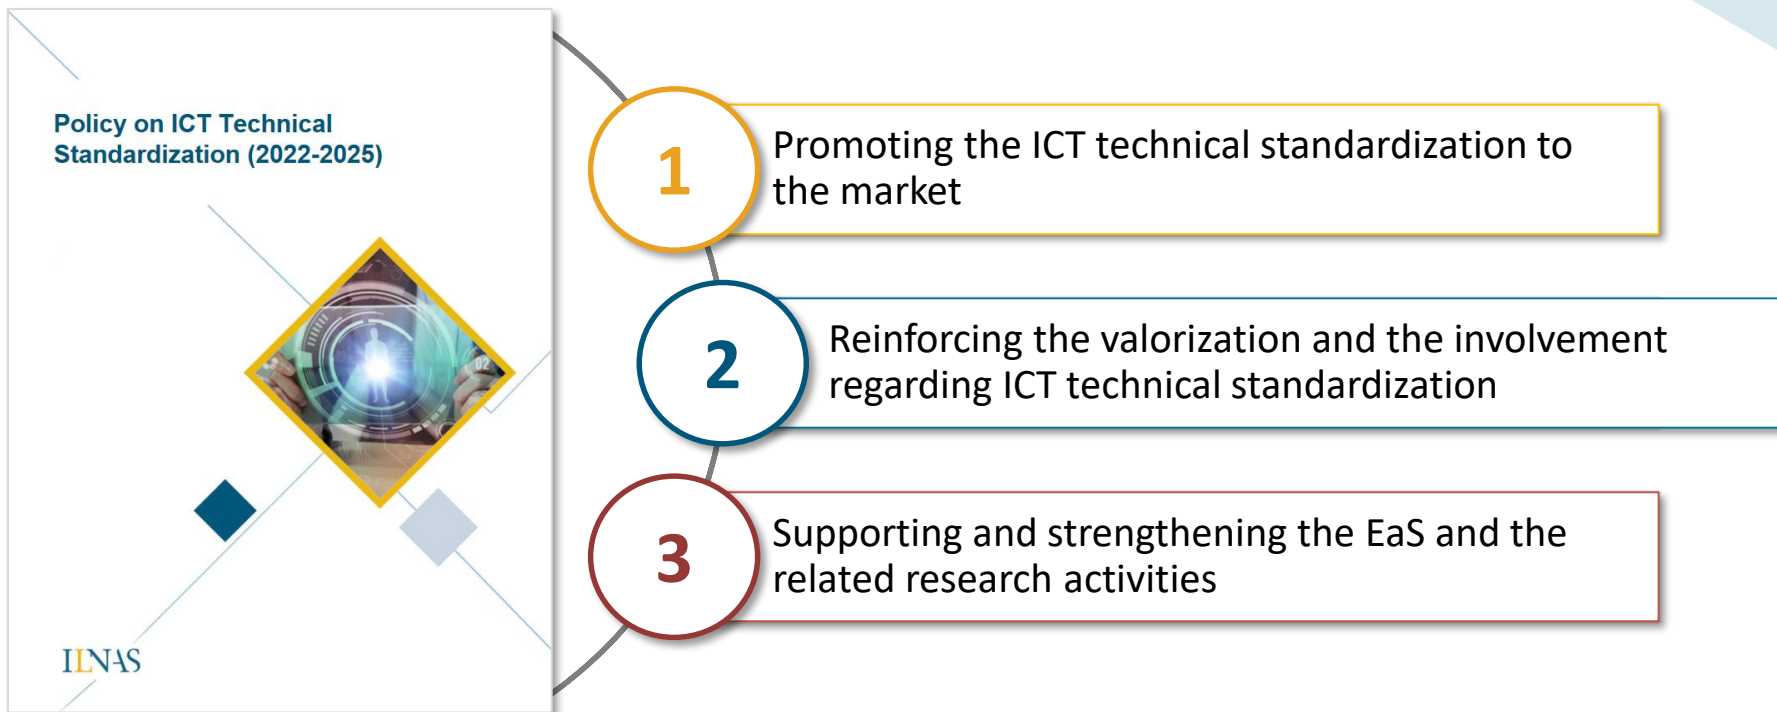 Policy on ICT Technical
Standardization (2022-2025)
02
ILNAS
1
Promoting the ICT technical standardization to
the market
2
Reinforcing the valorization and the involvement
regarding ICT technical standardization
3
Supporting and strengthening the EaS and the
related research activities